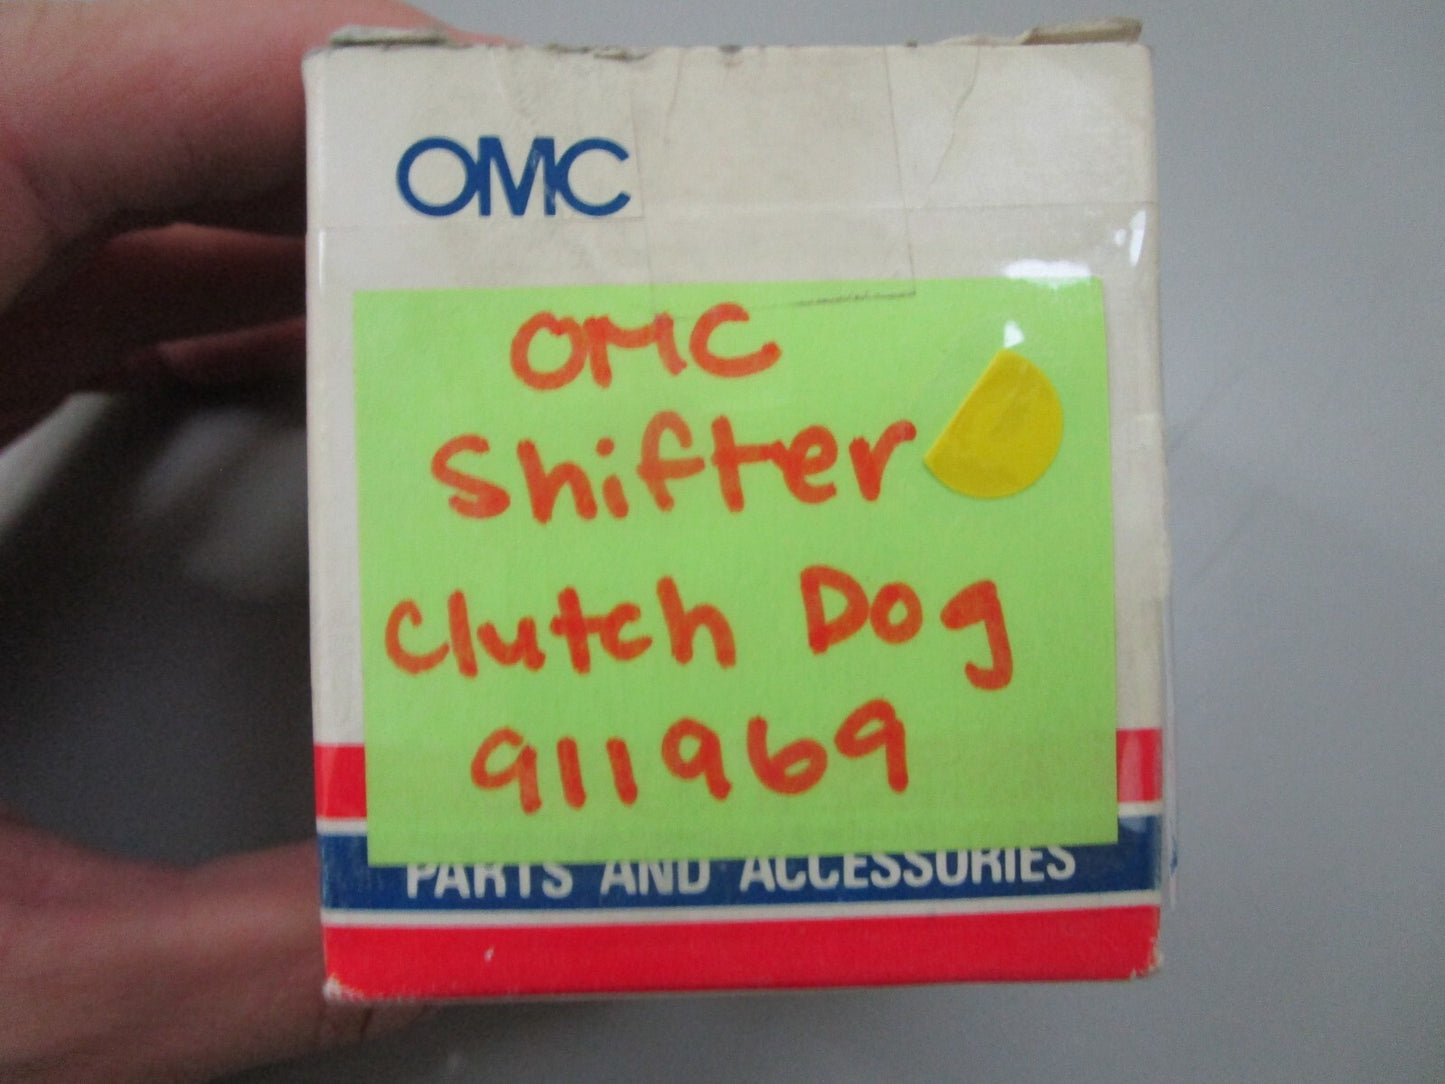 OMC
OMC
Shifter
Clutch Dog
911969
PARTS AND ACCESSORIES